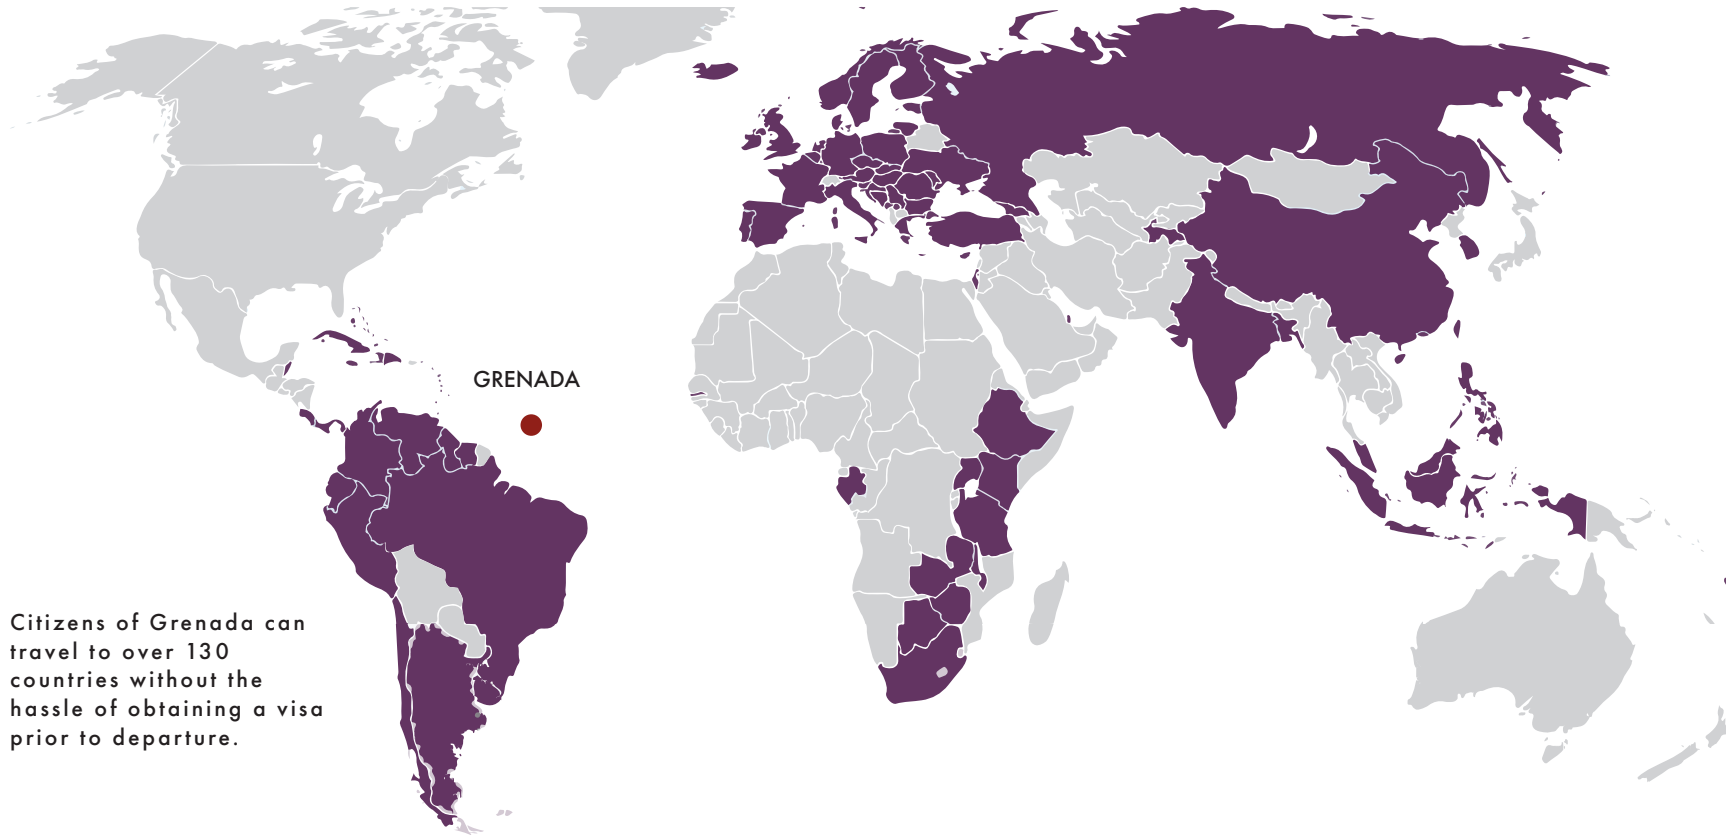 GRENADA
Citizens of Grenada can
travel to over 130
countries without the
hassle of obtaining a visa
prior to departure.